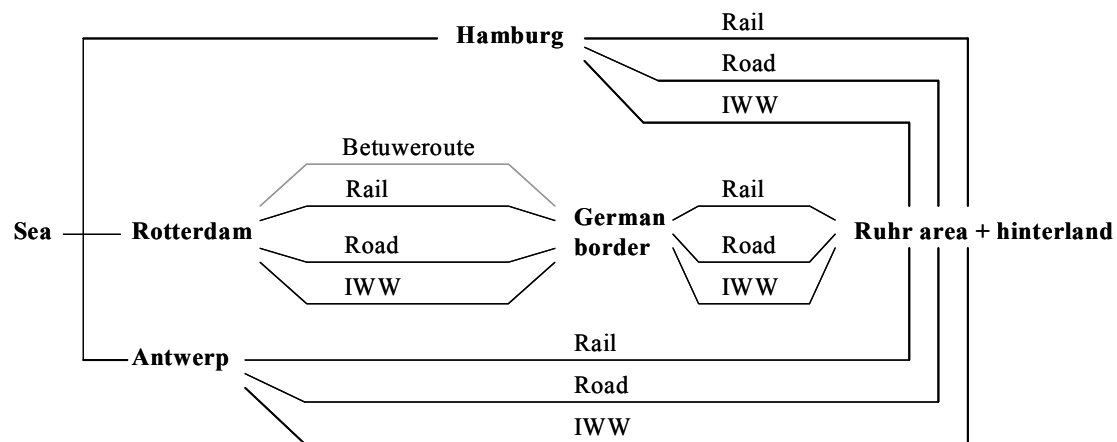 Rail
Hamburg
Road
IWW
Betuweroute
Rail
Rail
Sea
Rotterdam
German
border
Ruhr area + hinterland
Road
Road
IWW
IWW
Antwerp
Rail
Road
IWW